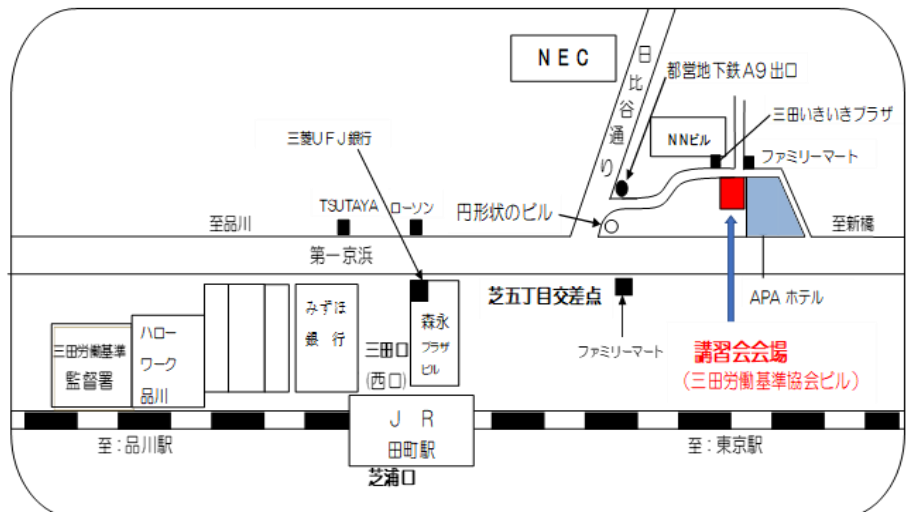 NEC
日比谷通り
都営地下鉄A9出口
三田いきいきプラザ
NNビル
ファミリーマート
三菱UFJ銀行
TSUTAYA
ローソン
円形状のビル
至品川
至新橋
第一京浜
芝五丁目交差点
APAホテル
みずほ
銀行
森永
プラザ
ビル
三田口
(西口)
ファミリーマート
講習会会場
(三田労働基準協会ビル)
三田労働基準
監督署
ハロー
ワーク
品川
JR
田町駅
至:品川駅
至:東京駅
芝浦口